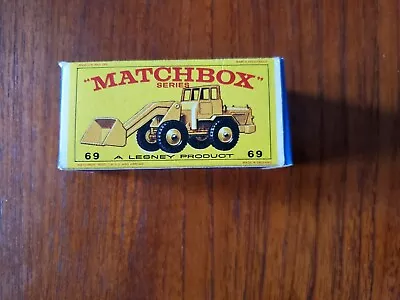 "MATCHBOX"
SERIES
69 A LESNEY PRODUCT 69